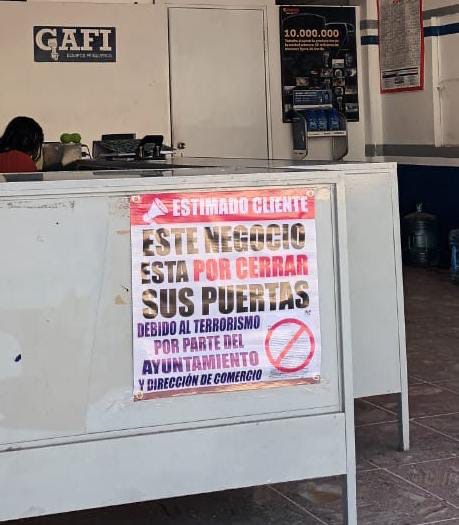 GAFI
10.000.000
ESTIMADO CLIENTE
ESTE NEGOCIO
ESTA POR CERRAR
SUS PUERTAS
DEBIDO AL TERRORISMO
POR PARTE DEL
AYUNTAMIENTO
Y DIRECCIÓN DE COMERCIO